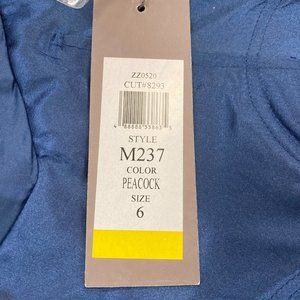 ZZ0520
CUT#8293
STYLE
M237
COLOR
PEACOCK
SIZE
6